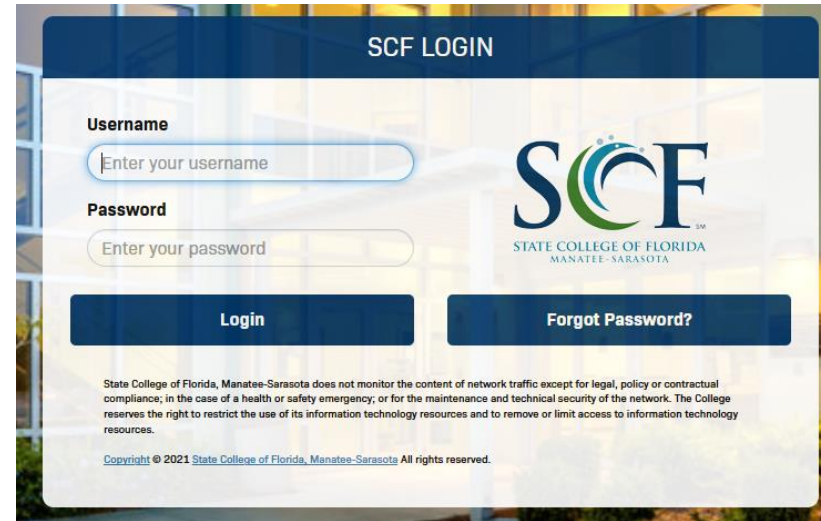 SCF LOGIN
Username
Enter your username
Password
Enter your password
SCF
SM
STATE COLLEGE OF FLORIDA
MANATEE-SARASOTA
Login
Forgot Password?
State College of Florida, Manatee-Sarasota does not monitor the content of network traffic except for legal, policy or contractual
compliance; in the case of a health or safety emergency; or for the maintenance and technical security of the network. The College
reserves the right to restrict the use of its information technology resources and to remove or limit access to information technology
resources.
Copyright © 2021 State College of Florida, Manatee-Sarasota All rights reserved.